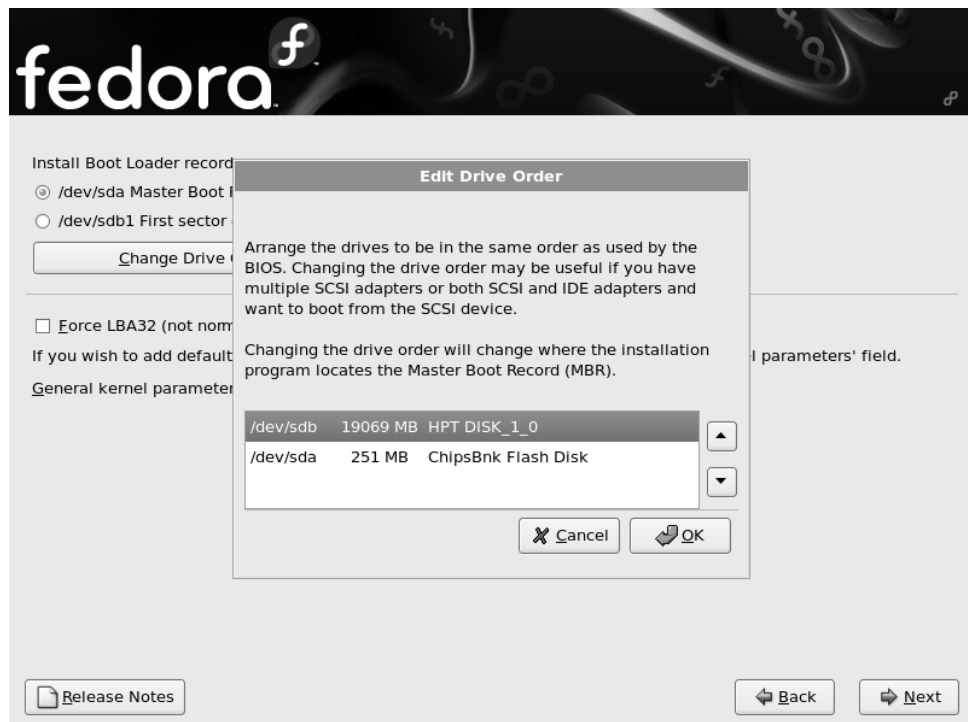 fedora
Install Boot Loader record
/dev/sda Master Boot
/dev/sdb1 First sector
Change Drive
Force LBA32 (not
If you wish to add default
l parameters' field.
General kernel
Edit Drive Order
Arrange the drives to be in the same order as used by the
BIOS. Changing the drive order may be useful if you have
multiple SCSI adapters or both SCSI and IDE adapters and
want to boot from the SCSI device.
Changing the drive order will change where the installation
program locates the Master Boot Record (MBR).
/dev/sdb 19069 MB HPT DISK_1_0
/dev/sda 251 MB ChipsBnk Flash Disk
Cancel
OK
Release Notes
Back
Next